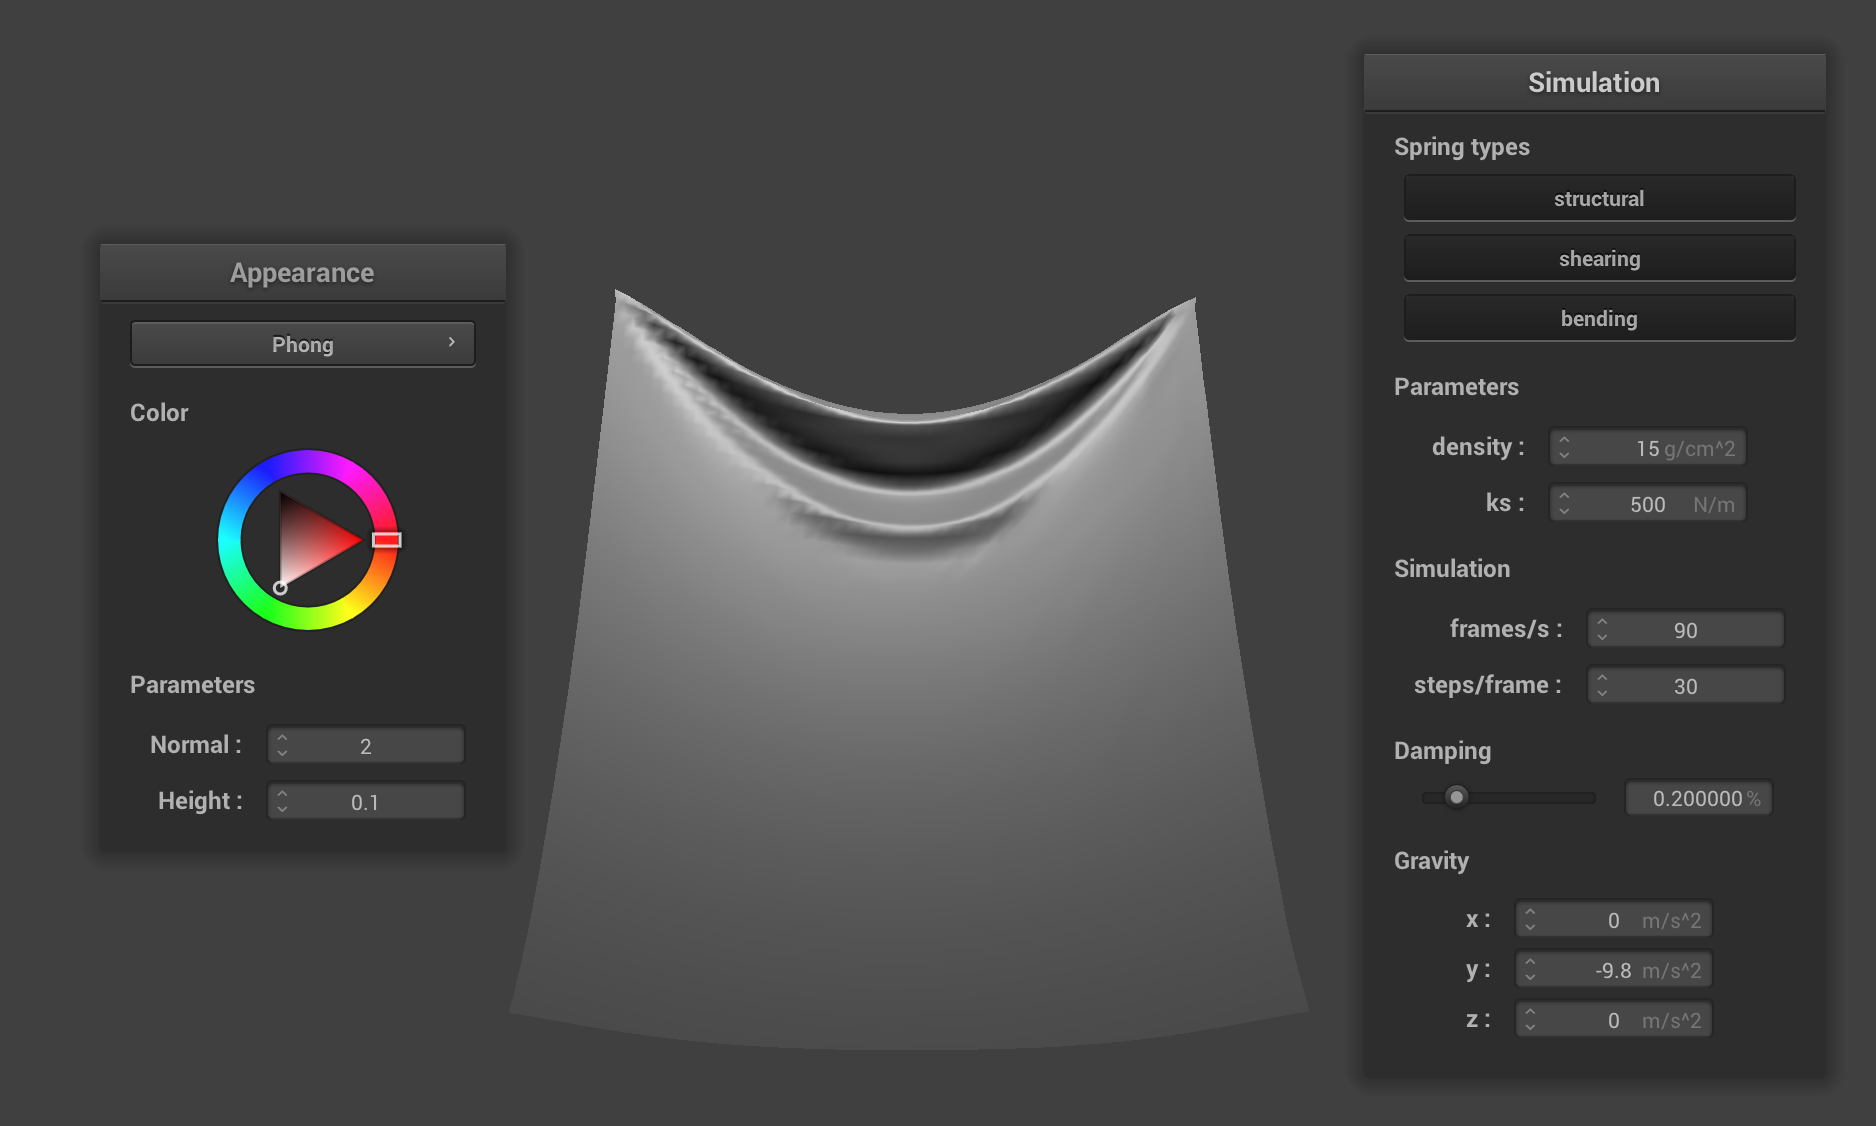 Appearance
Phong ›
Color
Parameters
Normal : 2
Height : 0.1
Simulation
Spring types
structural
shearing
bending
Parameters
density : 15 g/cm^2
ks : 500 N/m
Simulation
frames/s : 90
steps/frame : 30
Damping
0.200000 %
Gravity
x : 0 m/s^2
y : -9.8 m/s^2
z : 0 m/s^2